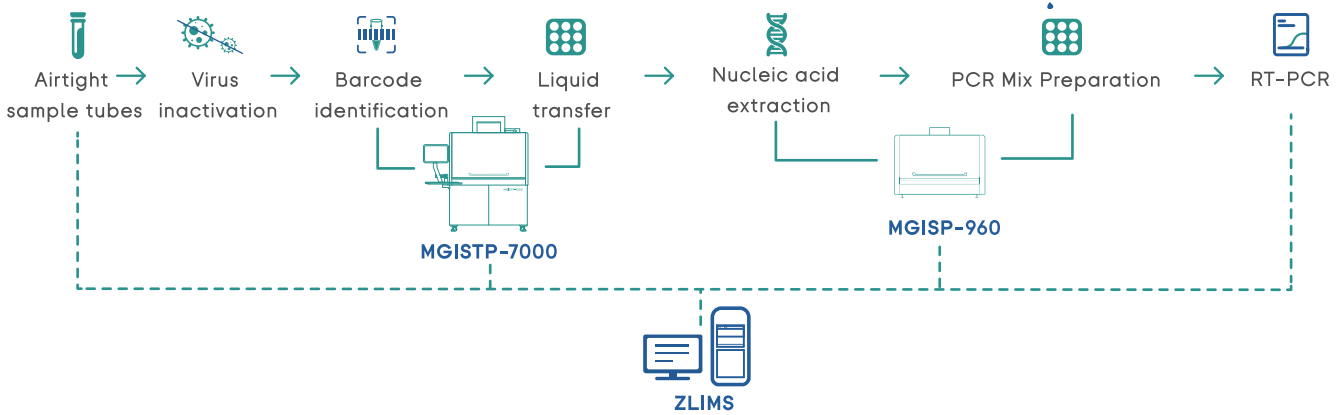 Airtight
sample tubes
Virus
inactivation
Barcode
identification
Liquid
transfer
Nucleic acid
extraction
PCR Mix Preparation
RT-PCR
MGISTP-7000
MGISP-960
ZLIMS